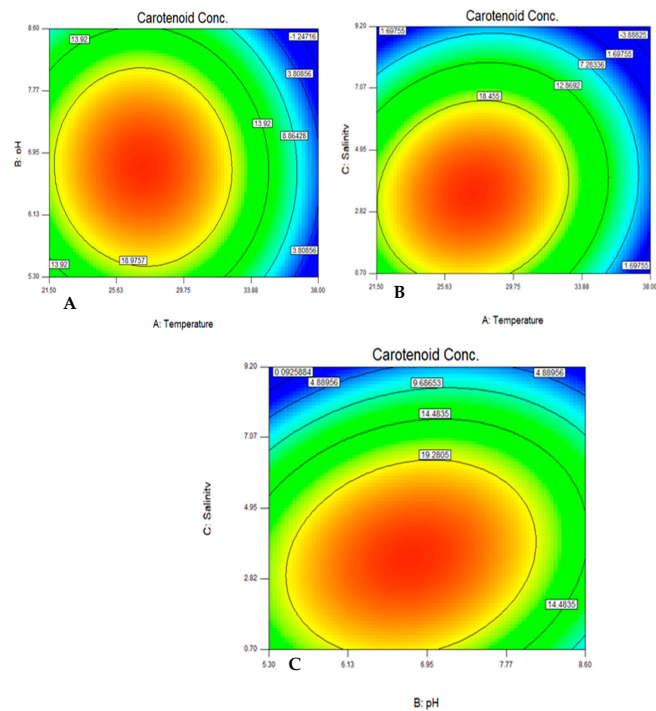 Carotenoid Conc.
8.60
7.77
6.95
6.13
5.30
B: pH
13.92
-1.24716
3.80856
13.92
8.86428
3.80856
18.9757
13.92
21.50 25.63 29.75 33.88 38.00
A
A: Temperature
Carotenoid Conc.
9.20
7.07
4.95
2.82
0.70
C: Salinity
1.69755
-3.88825
1.69755
7.28336
12.8692
18.455
1.69755
21.50 25.63 29.75 33.88 38.00
B
A: Temperature
Carotenoid Conc.
9.20
7.07
4.95
2.82
0.70
C: Salinity
0.0925884
4.88956
9.68653
4.88956
14.4835
19.2805
14.4835
5.30 6.13 6.95 7.77 8.60
C
B: pH